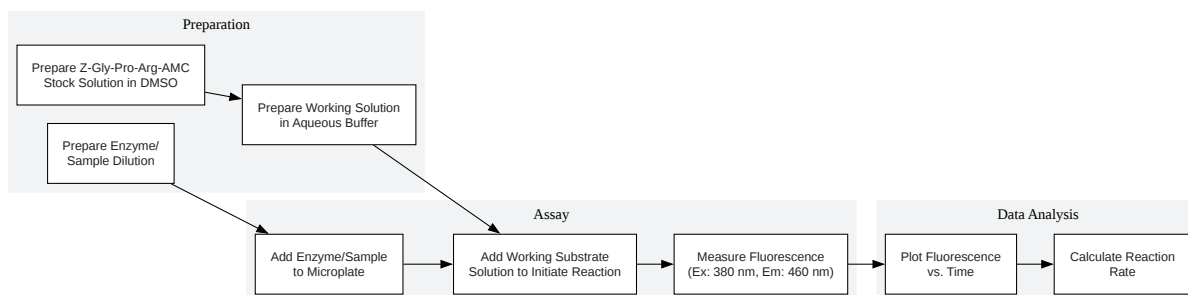 Preparation
Prepare Z-Gly-Pro-Arg-AMC
Stock Solution in DMSO
Prepare Working Solution
in Aqueous Buffer
Prepare Enzyme/
Sample Dilution
Assay
Add Enzyme/Sample
to Microplate
Add Working Substrate
Solution to Initiate Reaction
Measure Fluorescence
(Ex: 380 nm, Em: 460 nm)
Data Analysis
Plot Fluorescence
vs. Time
Calculate Reaction
Rate